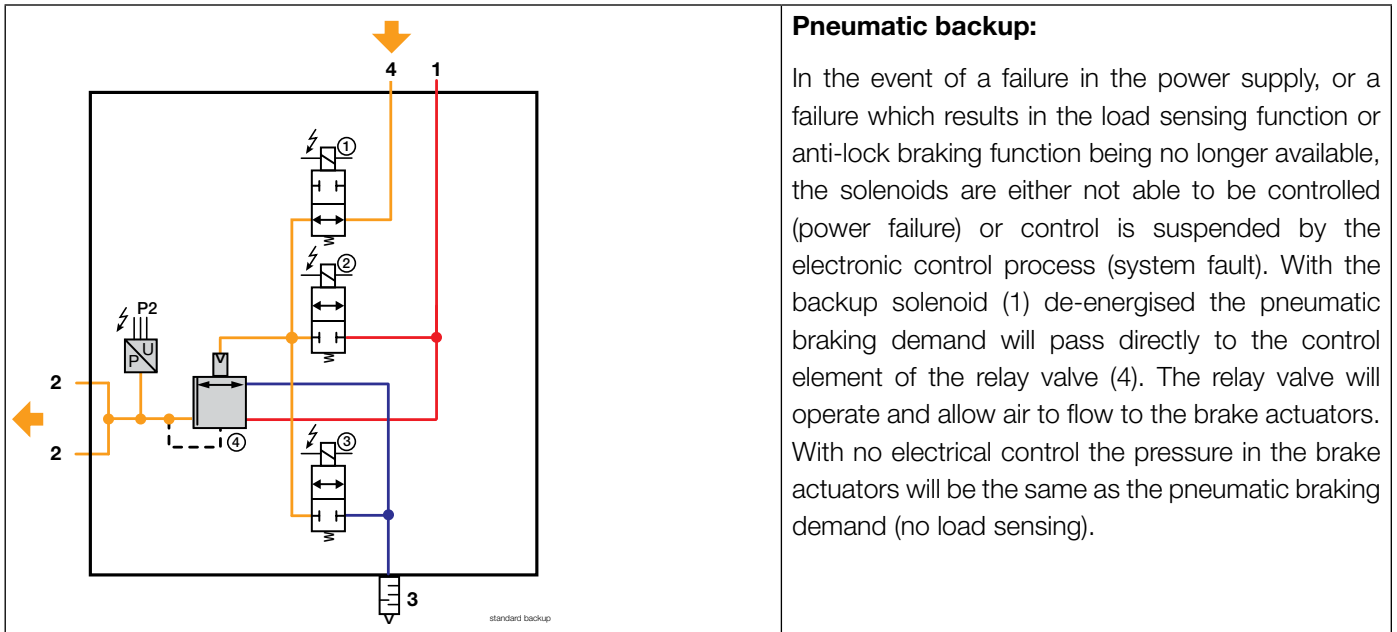 4 1
①
②
P2
U
P
2
2
④
③
3
standard backup
Pneumatic backup:
In the event of a failure in the power supply, or a
failure which results in the load sensing function or
anti-lock braking function being no longer available,
the solenoids are either not able to be controlled
(power failure) or control is suspended by the
electronic control process (system fault). With the
backup solenoid (1) de-energised the pneumatic
braking demand will pass directly to the control
element of the relay valve (4). The relay valve will
operate and allow air to flow to the brake actuators.
With no electrical control the pressure in the brake
actuators will be the same as the pneumatic braking
demand (no load sensing).